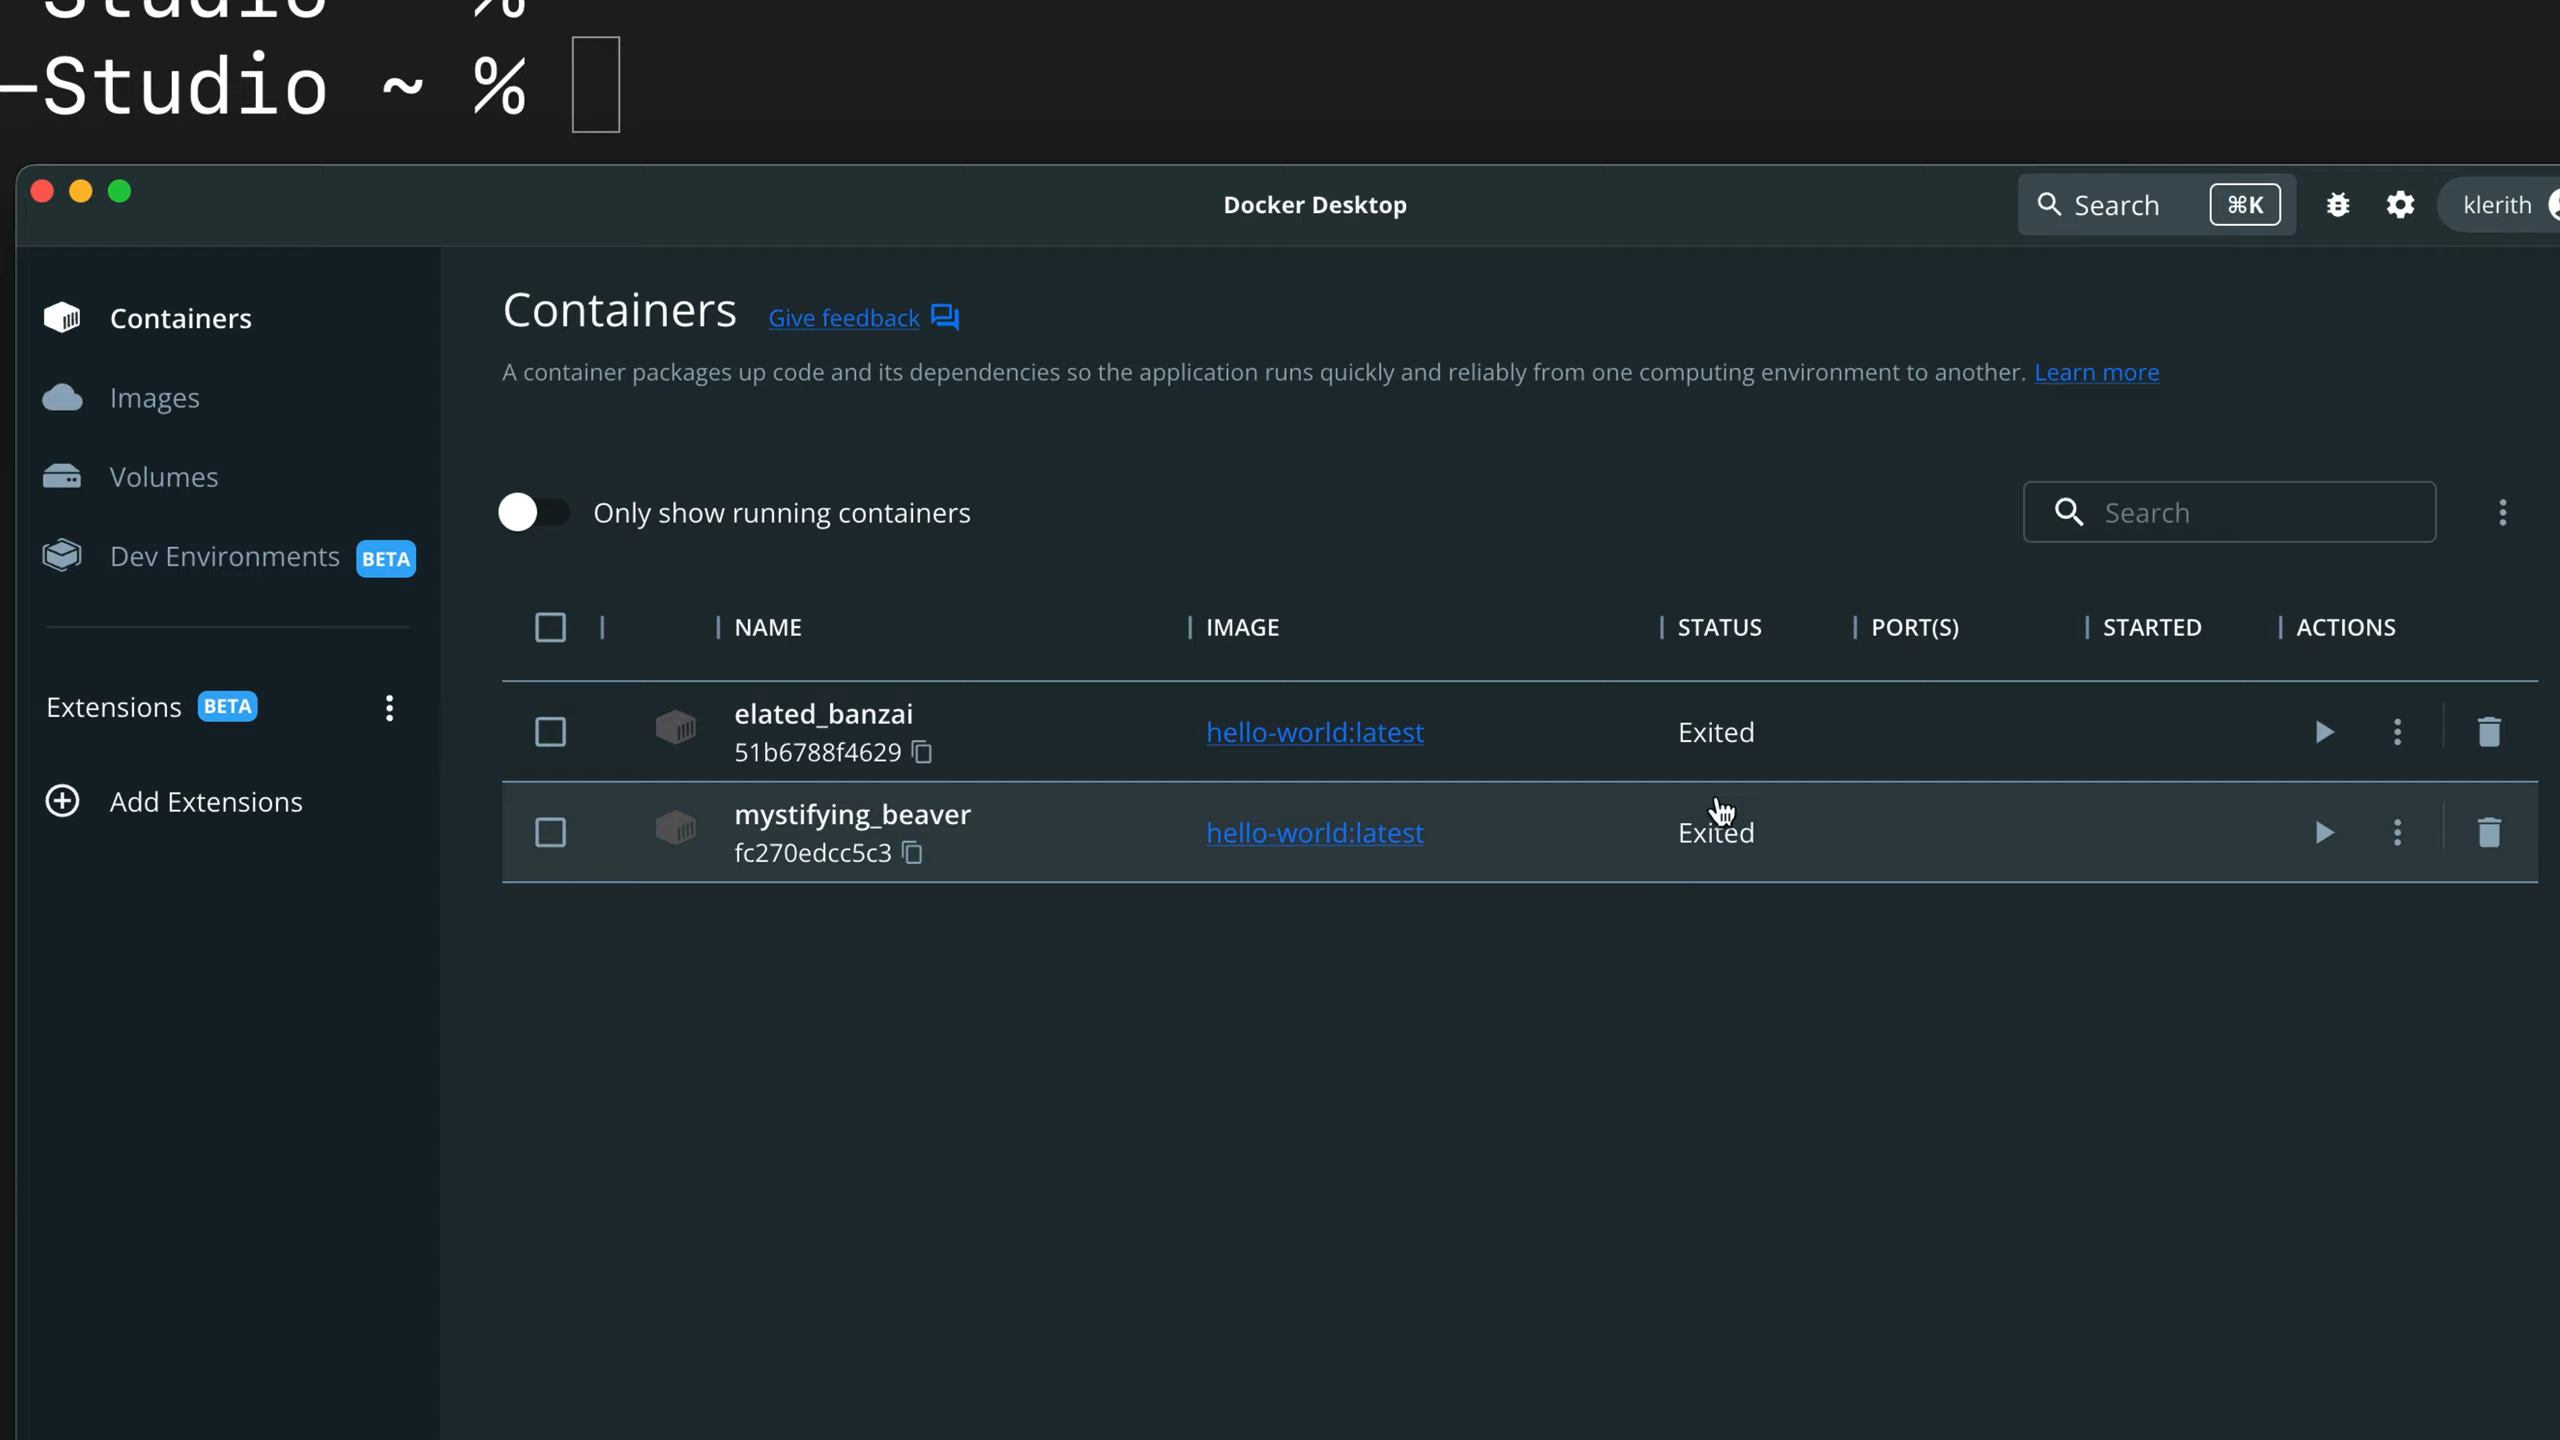 Studio ~ %
-Studio ~ %
Docker Desktop
Search ⌘K
klerith
Containers
Images
Volumes
Dev Environments BETA
Extensions BETA
Add Extensions
Containers Give feedback
A container packages up code and its dependencies so the application runs quickly and reliably from one computing environment to another. Learn more
Only show running containers
Search
NAME IMAGE STATUS PORT(S) STARTED ACTIONS
elated_banzai
51b6788f4629
hello-world:latest
Exited
mystifying_beaver
fc270edcc5c3
hello-world:latest
Exited